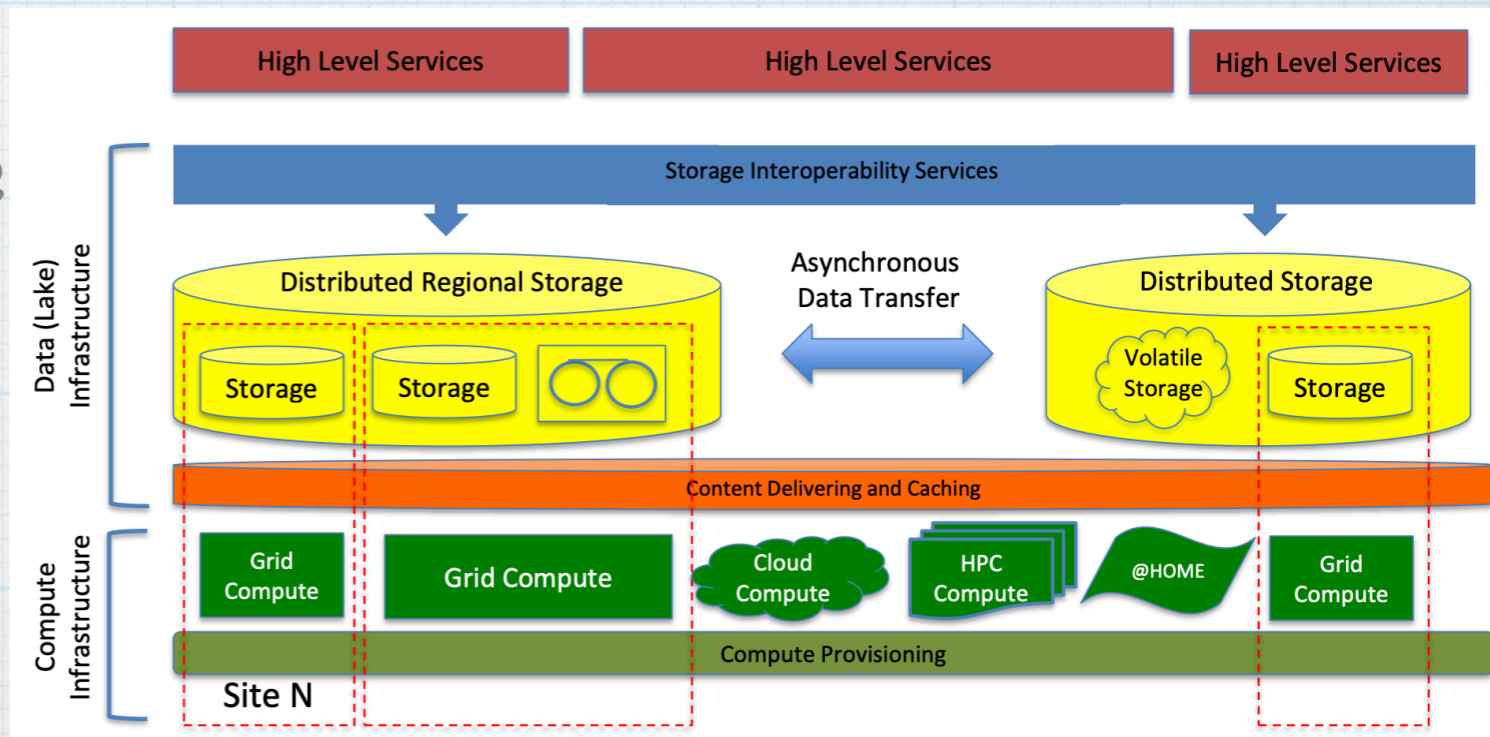 High Level Services
High Level Services
High Level Services
Storage Interoperability Services
Data (Lake)
Infrastructure
Distributed Regional Storage
Asynchronous
Data Transfer
Distributed Storage
Storage
Storage
Volatile
Storage
Storage
Content Delivering and Caching
Compute
Infrastructure
Grid
Compute
Grid Compute
Cloud
Compute
HPC
Compute
@HOME
Grid
Compute
Compute Provisioning
Site N